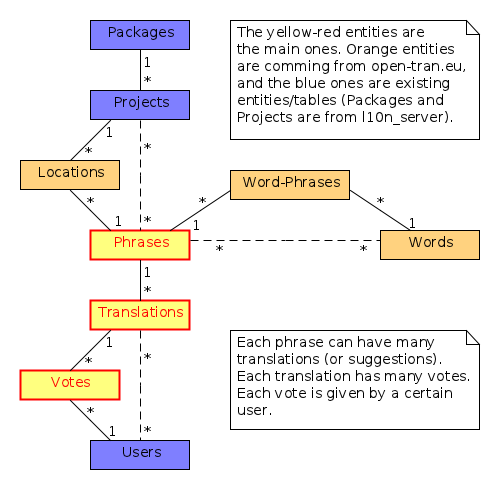 Packages
The yellow-red entities are
the main ones. Orange entities
are comming from open-tran.eu,
and the blue ones are existing
entities/tables (Packages and
Projects are from l10n_server).
1
*
Projects
1
*
*
Locations
*
*
1
Word-Phrases
*
*
1
1
Phrases
*
*
Words
1
*
Translations
1
*
*
Votes
*
1
*
Users
Each phrase can have many
translations (or suggestions).
Each translation has many votes.
Each vote is given by a certain
user.